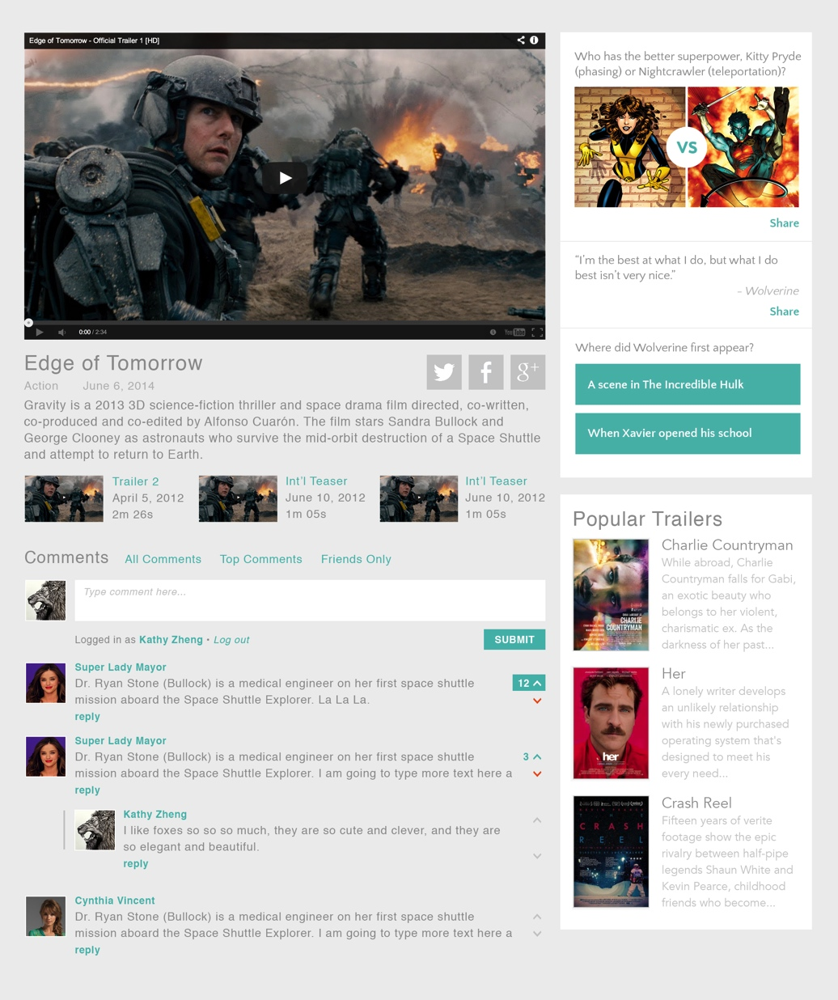 Edge of Tomorrow - Official Trailer 1 [HD]
0:00 / 2:34
YouTube
Edge of Tomorrow
Action June 6, 2014
g+
Gravity is a 2013 3D science-fiction thriller and space drama film directed, co-written,
co-produced and co-edited by Alfonso Cuarón. The film stars Sandra Bullock and
George Clooney as astronauts who survive the mid-orbit destruction of a Space Shuttle
and attempt to return to Earth.
Trailer 2
April 5, 2012
2m 26s
Int'l Teaser
June 10, 2012
1m 05s
Int'l Teaser
June 10, 2012
1m 05s
Comments All Comments Top Comments Friends Only
Type comment here...
Logged in as Kathy Zheng • Log out
SUBMIT
Super Lady Mayor
Dr. Ryan Stone (Bullock) is a medical engineer on her first space shuttle
mission aboard the Space Shuttle Explorer. La La La.
reply
12
Super Lady Mayor
Dr. Ryan Stone (Bullock) is a medical engineer on her first space shuttle
mission aboard the Space Shuttle Explorer. I am going to type more text here a
reply
3
Kathy Zheng
I like foxes so so so much, they are so cute and clever, and they are
so elegant and beautiful.
reply
Cynthia Vincent
Dr. Ryan Stone (Bullock) is a medical engineer on her first space shuttle
mission aboard the Space Shuttle Explorer. I am going to type more text here a
reply
Who has the better superpower, Kitty Pryde
(phasing) or Nightcrawler (teleportation)?
VS
Share
“I'm the best at what I do, but what I do
best isn't very nice.”
- Wolverine
Share
Where did Wolverine first appear?
A scene in The Incredible Hulk
When Xavier opened his school
Popular Trailers
CHARLIE
COUNTRYMAN
Charlie Countryman
While abroad, Charlie
Countryman falls for Gabi,
an exotic beauty who
belongs to her violent,
charismatic ex. As the
darkness of her past...
her
Her
A lonely writer develops
an unlikely relationship
with his newly purchased
operating system that's
designed to meet his
every need...
THE
CRASH
REEL
Crash Reel
Fifteen years of verite
footage show the epic
rivalry between half-pipe
legends Shaun White and
Kevin Pearce, childhood
friends who become...